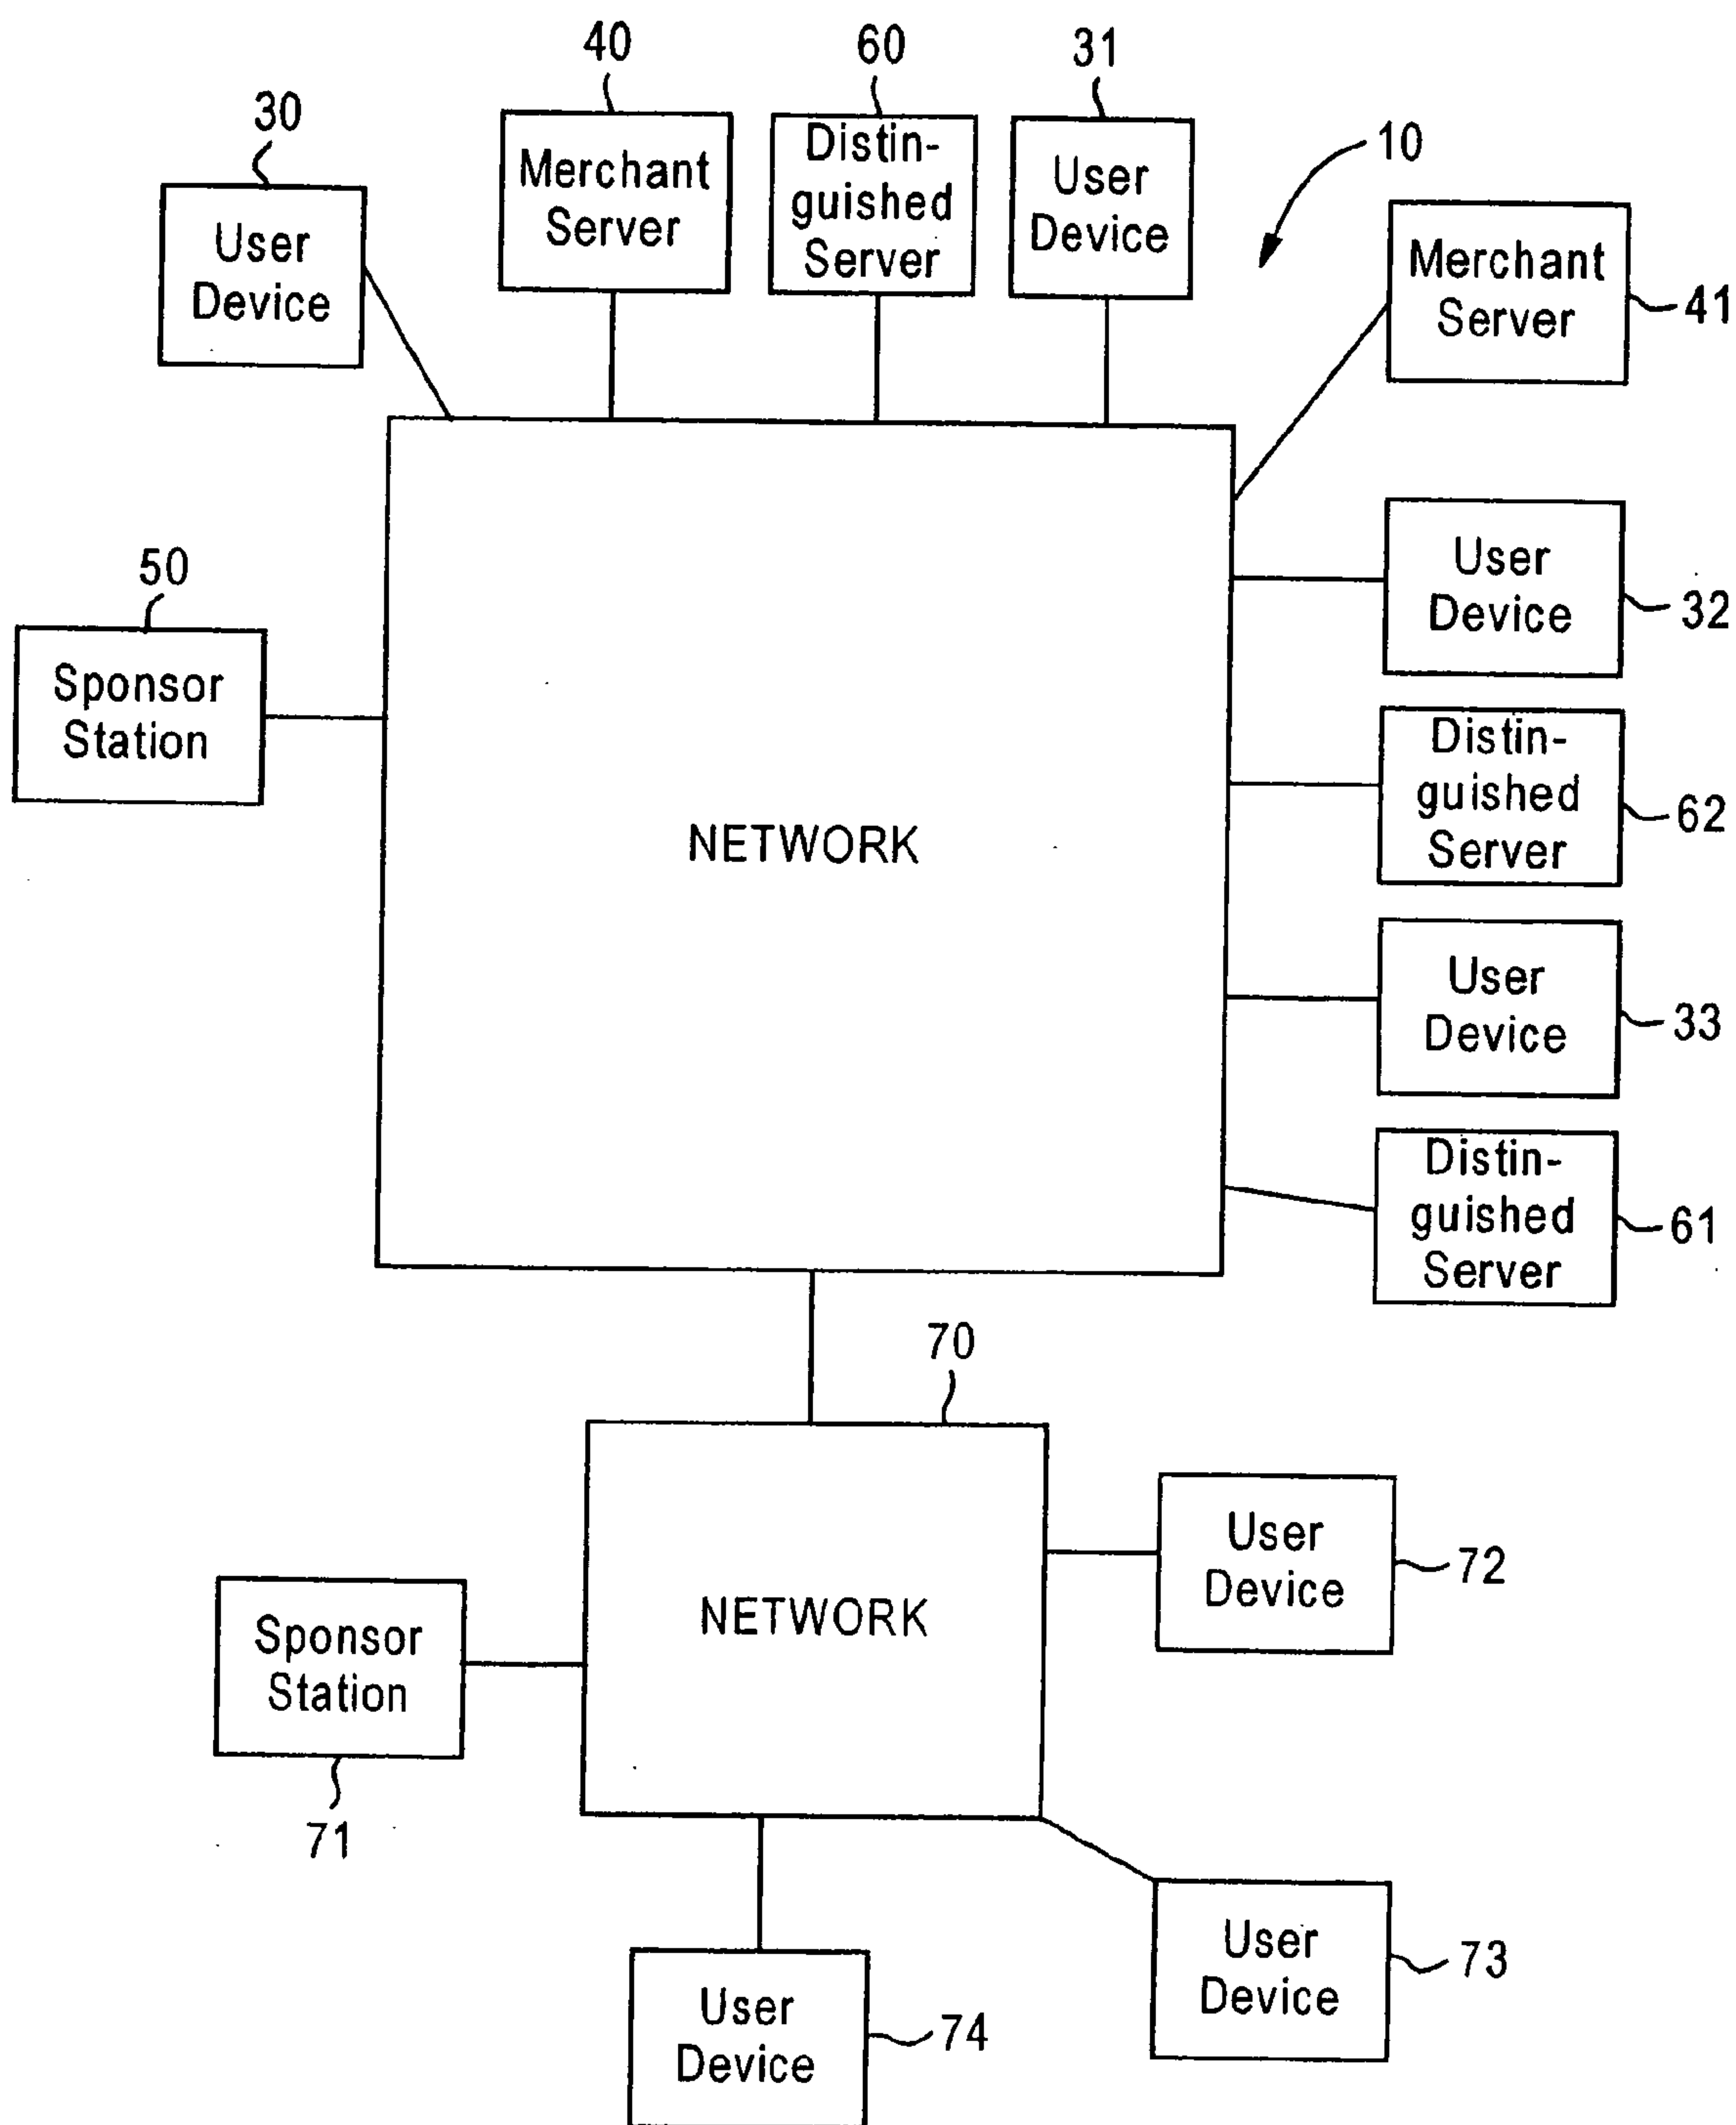 40
60
31
30
10
Merchant
Server
Distin-
guished
Server
User
Device
User
Device
Merchant
Server
41
50
User
Device
32
Sponsor
Station
Distin-
guished
Server
62
NETWORK
User
Device
33
Distin-
guished
Server
61
70
User
Device
72
NETWORK
Sponsor
Station
71
User
Device
73
User
Device
74